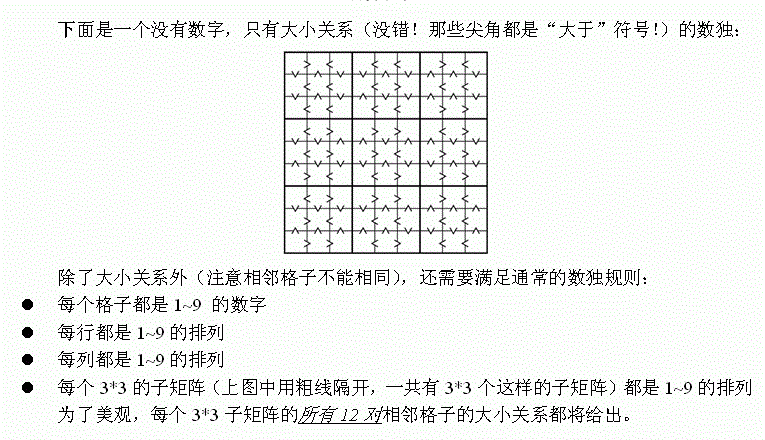 下面是一个没有数字，只有大小关系（没错！那些尖角都是“大于”符号！）的数独：
除了大小关系外（注意相邻格子不能相同），还需要满足通常的数独规则：
● 每个格子都是 1~9 的数字
● 每行都是 1~9 的排列
● 每列都是 1~9 的排列
● 每个 3*3 的子矩阵（上图中用粗线隔开，一共有 3*3 个这样的子矩阵）都是 1~9 的排列
为了美观，每个 3*3 子矩阵的所有 12 对相邻格子的大小关系都将给出。